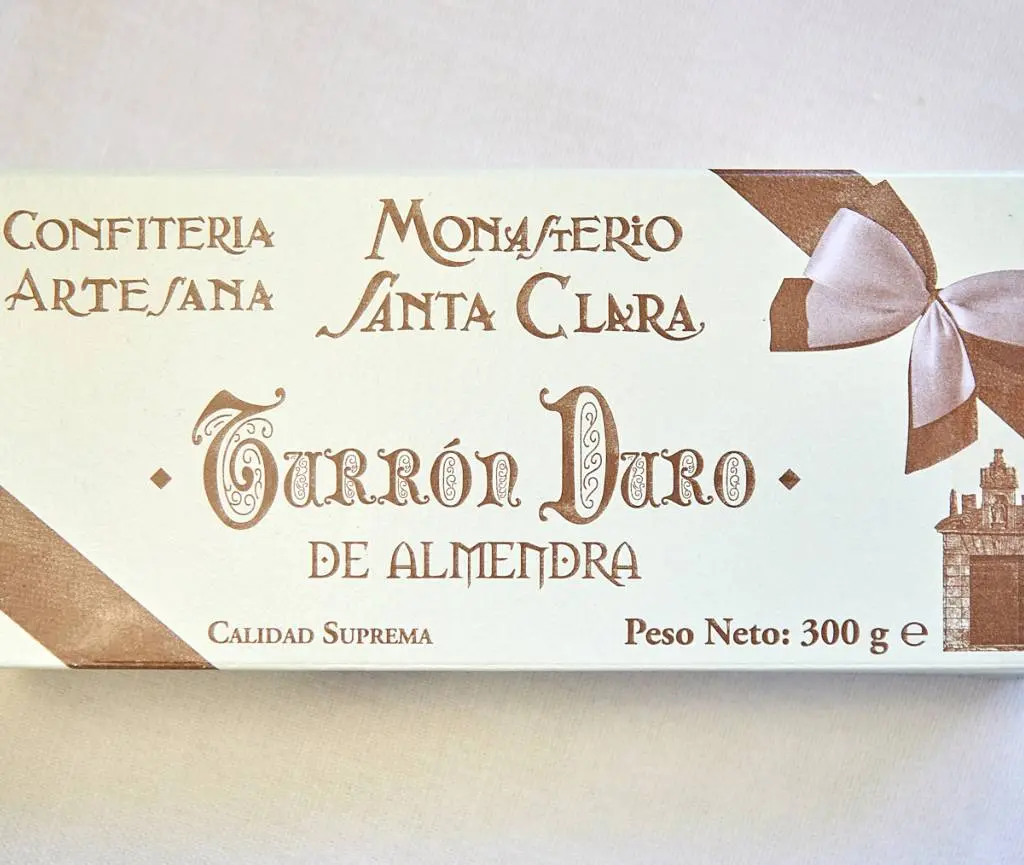 CONFITERIA
ARTESANA
MONASTERIO
SANTA CLARA
TURRÓN DURO
DE ALMENDRA
CALIDAD SUPREMA
Peso Neto: 300 g ℮